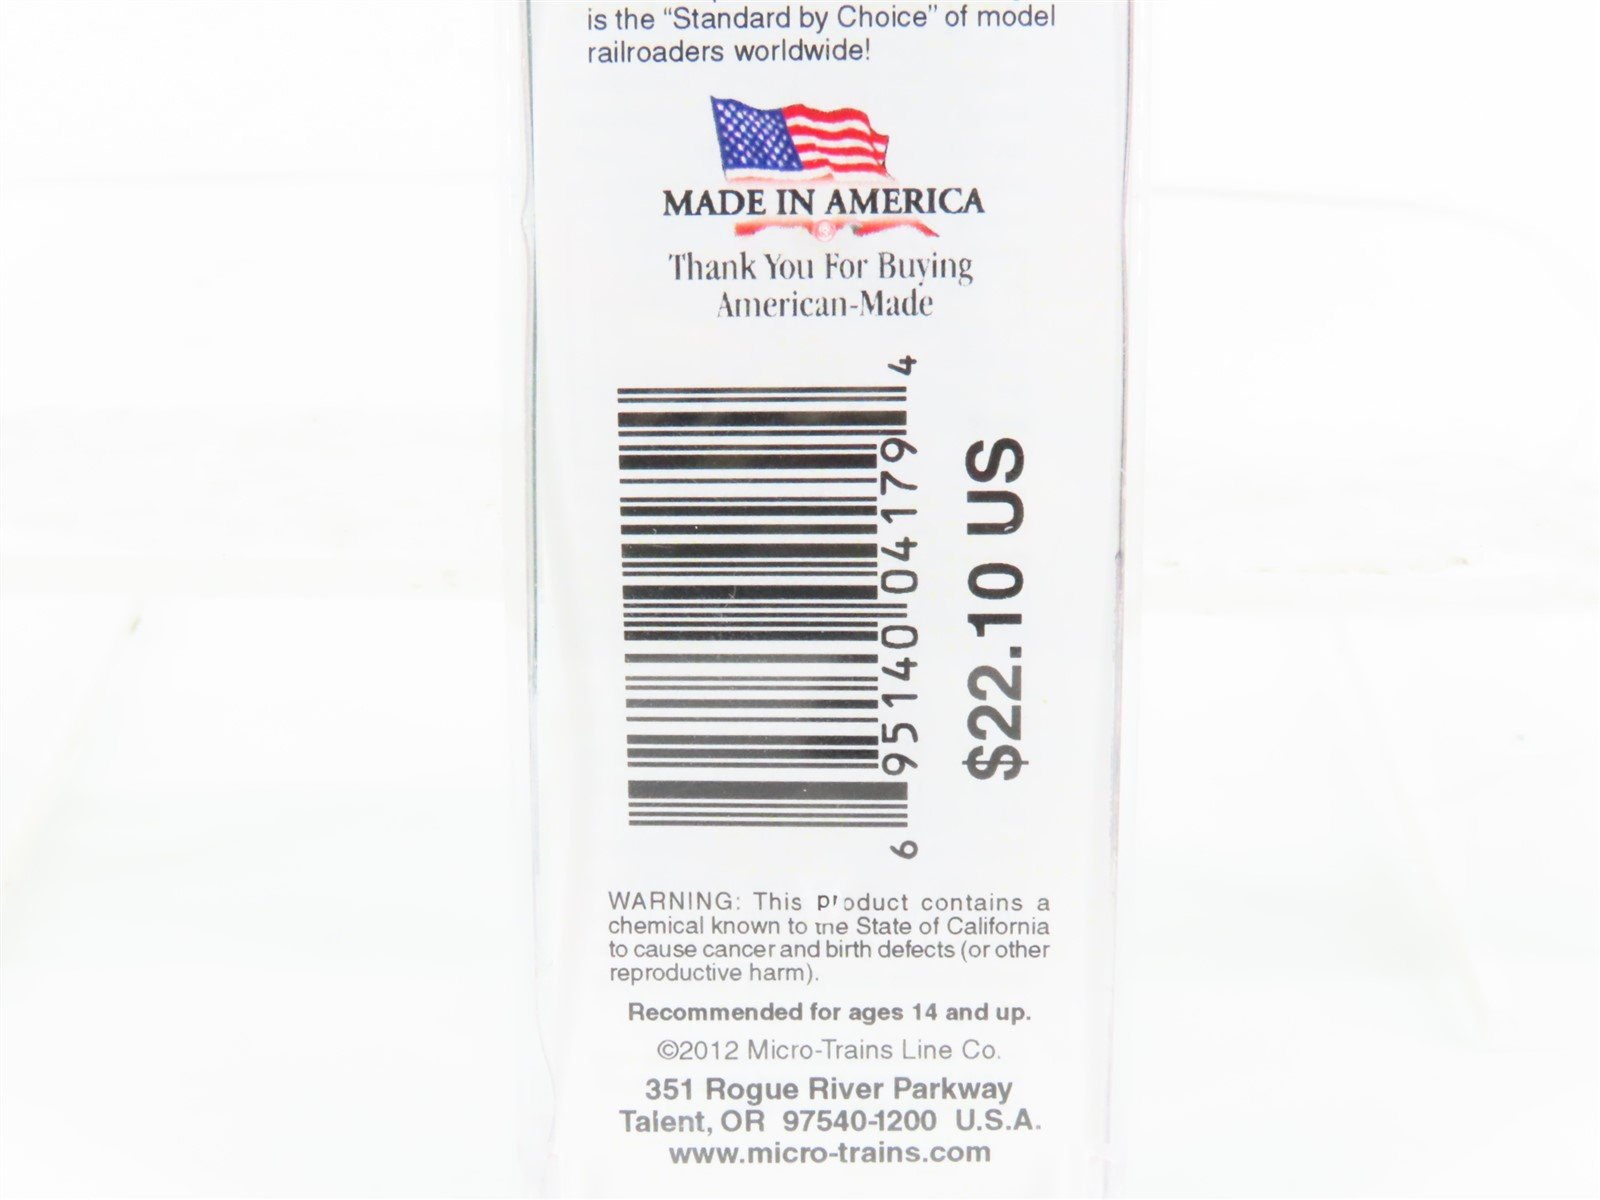 is the “Standard by Choice” of model
railroaders worldwide!
MADE IN AMERICA
Thank You For Buying
American-Made
6 95140 04179 4
$22.10 US
WARNING: This product contains a
chemical known to the State of California
to cause cancer and birth defects (or other
reproductive harm).
Recommended for ages 14 and up.
©2012 Micro-Trains Line Co.
351 Rogue River Parkway
Talent, OR 97540-1200 U.S.A.
www.micro-trains.com